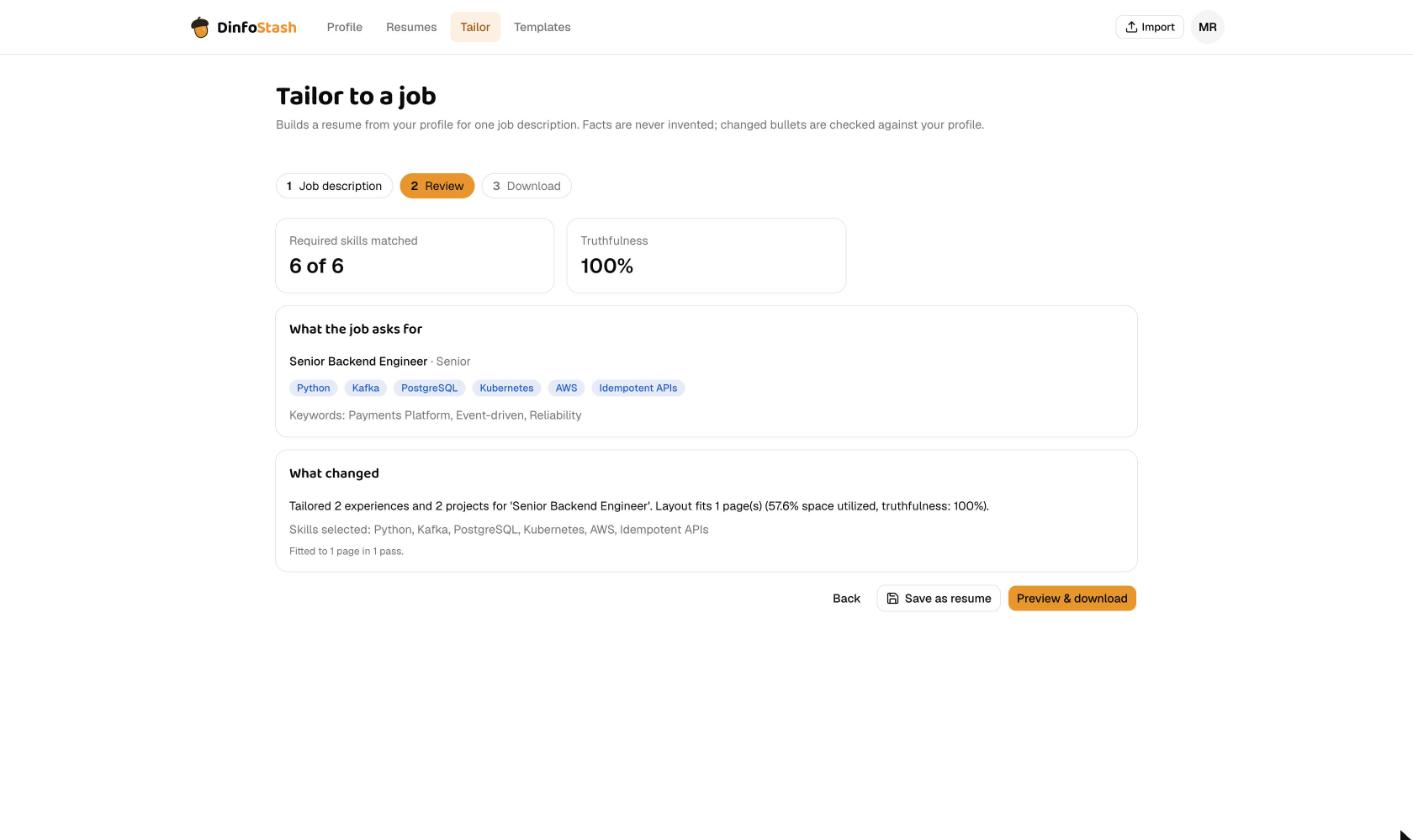 DinfoStash Profile Resumes Tailor Templates Import MR
Tailor to a job
Builds a resume from your profile for one job description. Facts are never invented; changed bullets are checked against your profile.
1 Job description 2 Review 3 Download
Required skills matched
6 of 6
Truthfulness
100%
What the job asks for
Senior Backend Engineer · Senior
Python Kafka PostgreSQL Kubernetes AWS Idempotent APIs
Keywords: Payments Platform, Event-driven, Reliability
What changed
Tailored 2 experiences and 2 projects for 'Senior Backend Engineer'. Layout fits 1 page(s) (57.6% space utilized, truthfulness: 100%).
Skills selected: Python, Kafka, PostgreSQL, Kubernetes, AWS, Idempotent APIs
Fitted to 1 page in 1 pass.
Back Save as resume Preview & download